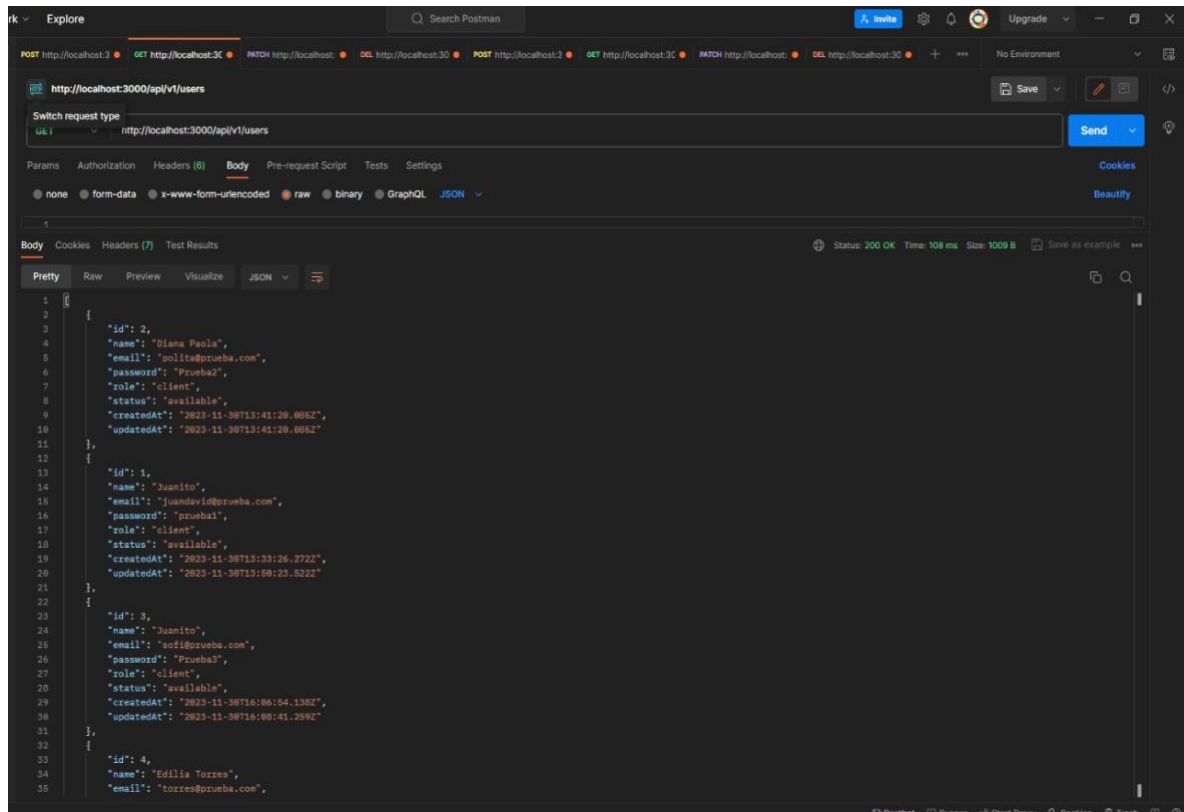 rk Explore Search Postman Invite Upgrade
POST http://localhost:3 GET http://localhost:3C PATCH http://localhost: DEL http://localhost:30 POST http://localhost:3 GET http://localhost:3C PATCH http://localhost: DEL http://localhost:30 No Environment
http://localhost:3000/api/v1/users Save
Switch request type
GET http://localhost:3000/api/v1/users Send
Params Authorization Headers (6) Body Pre-request Script Tests Settings Cookies
none form-data x-www-form-urlencoded raw binary GraphQL JSON Beautify
1
Body Cookies Headers (7) Test Results Status: 200 OK Time: 108 ms Size: 1009 B Save as example
Pretty Raw Preview Visualize JSON
1 [
2 {
3 "id": 2,
4 "name": "Diana Paola",
5 "email": "polita@prueba.com",
6 "password": "Prueba2",
7 "role": "client",
8 "status": "available",
9 "createdAt": "2023-11-30T13:41:20.085Z",
10 "updatedAt": "2023-11-30T13:41:20.085Z"
11 },
12 {
13 "id": 1,
14 "name": "Juanito",
15 "email": "juandavid@prueba.com",
16 "password": "prueba1",
17 "role": "client",
18 "status": "available",
19 "createdAt": "2023-11-30T13:33:26.272Z",
20 "updatedAt": "2023-11-30T13:50:23.522Z"
21 },
22 {
23 "id": 3,
24 "name": "Juanito",
25 "email": "sofi@prueba.com",
26 "password": "Prueba3",
27 "role": "client",
28 "status": "available",
29 "createdAt": "2023-11-30T16:06:54.138Z",
30 "updatedAt": "2023-11-30T16:08:41.259Z"
31 },
32 {
33 "id": 4,
34 "name": "Edilia Torres",
35 "email": "torres@prueba.com",